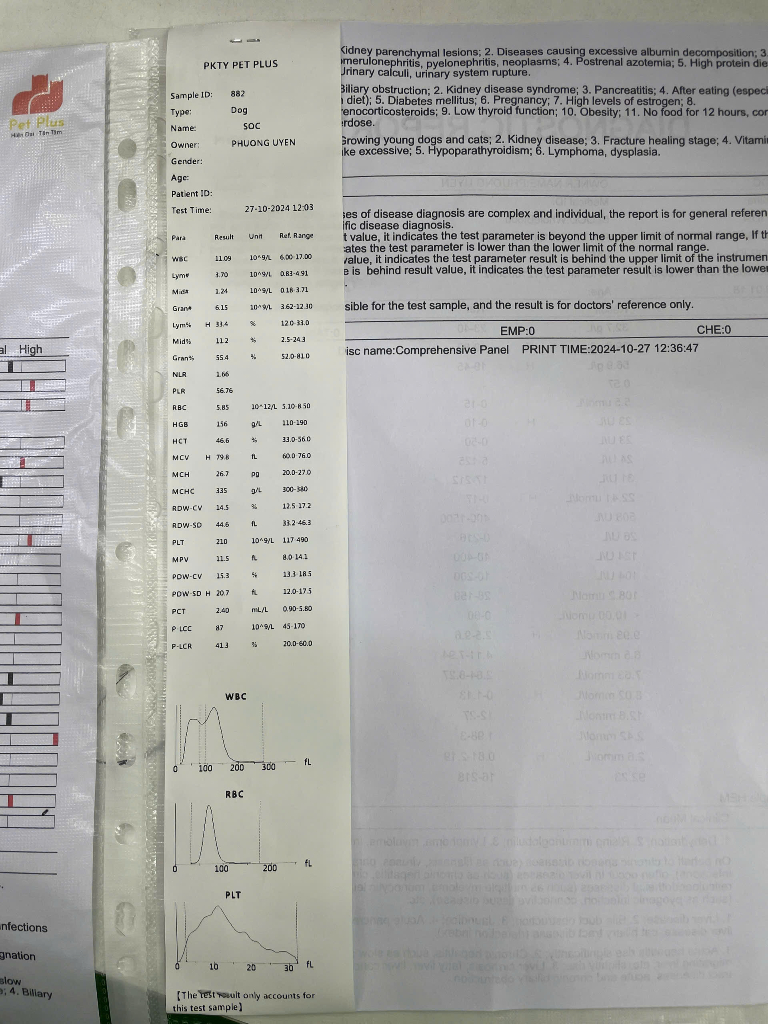 Pet Plus
Hiện Đại - Tận Tâm
al High
nfections
gnation
slow
s; 4. Biliary
PKTY PET PLUS
Sample ID: 882
Type: Dog
Name: SOC
Owner: PHUONG UYEN
Gender:
Age:
Patient ID:
Test Time: 27-10-2024 12:03
Para Result Unit Ref. Range
WBC 11.09 10^9/L 6.00-17.00
Lym# 3.70 10^9/L 0.83-4.91
Mid# 1.24 10^9/L 0.18-3.71
Gran# 6.15 10^9/L 3.62-12.30
Lym% H 33.4 % 12.0-33.0
Mid% 11.2 % 2.5-24.3
Gran% 55.4 % 52.0-81.0
NLR 1.66
PLR 56.76
RBC 5.85 10^12/L 5.10-8.50
HGB 156 g/L 110-190
HCT 46.6 % 33.0-56.0
MCV H 79.8 fL 60.0-76.0
MCH 26.7 pg 20.0-27.0
MCHC 335 g/L 300-380
RDW-CV 14.5 % 12.5-17.2
RDW-SD 44.6 fL 33.2-46.3
PLT 210 10^9/L 117-490
MPV 11.5 fL 8.0-14.1
PDW-CV 15.3 % 13.3-18.5
PDW-SD H 20.7 fL 12.0-17.5
PCT 2.40 mL/L 0.90-5.80
P-LCC 87 10^9/L 45-170
P-LCR 41.3 % 20.0-60.0
WBC
0 100 200 300 fL
RBC
0 100 200 fL
PLT
0 10 20 30 fL
【The test result only accounts for
this test sample】
Kidney parenchymal lesions; 2. Diseases causing excessive albumin decomposition; 3.
merulonephritis, pyelonephritis, neoplasms; 4. Postrenal azotemia; 5. High protein die
Urinary calculi, urinary system rupture.
Biliary obstruction; 2. Kidney disease syndrome; 3. Pancreatitis; 4. After eating (especi
diet); 5. Diabetes mellitus; 6. Pregnancy; 7. High levels of estrogen; 8.
renocorticosteroids; 9. Low thyroid function; 10. Obesity; 11. No food for 12 hours, cor
rdose.
Growing young dogs and cats; 2. Kidney disease; 3. Fracture healing stage; 4. Vitamin
ke excessive; 5. Hypoparathyroidism; 6. Lymphoma, dysplasia.
ses of disease diagnosis are complex and individual, the report is for general referen
ific disease diagnosis.
t value, it indicates the test parameter is beyond the upper limit of normal range, If th
cates the test parameter is lower than the lower limit of the normal range.
value, it indicates the test parameter result is behind the upper limit of the instrumen
e is behind result value, it indicates the test parameter result is lower than the lower
sible for the test sample, and the result is for doctors' reference only.
EMP:0 CHE:0
isc name:Comprehensive Panel PRINT TIME:2024-10-27 12:36:47